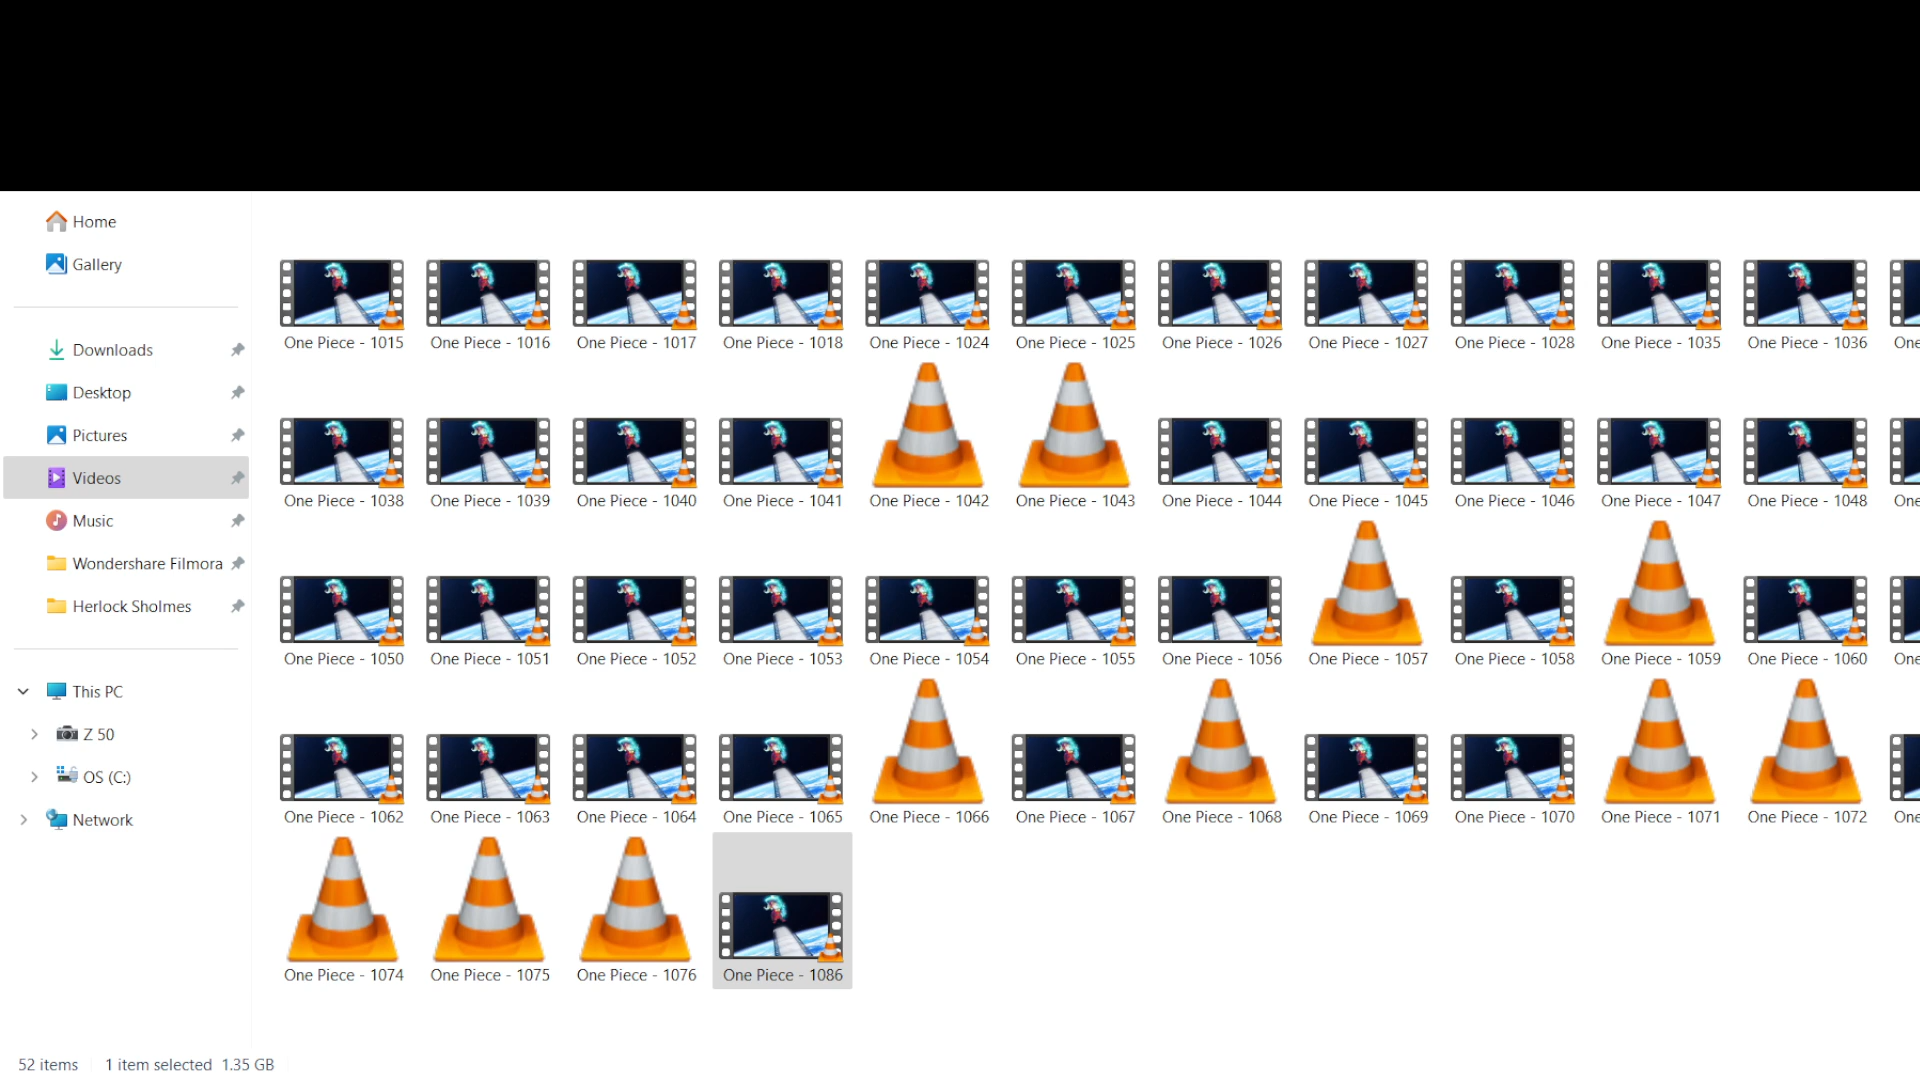 Home
Gallery
Downloads
Desktop
Pictures
Videos
Music
Wondershare Filmora
Herlock Sholmes
This PC
Z 50
OS (C:)
Network
One Piece - 1015 One Piece - 1016 One Piece - 1017 One Piece - 1018 One Piece - 1024 One Piece - 1025 One Piece - 1026 One Piece - 1027 One Piece - 1028 One Piece - 1035 One Piece - 1036 One
One Piece - 1038 One Piece - 1039 One Piece - 1040 One Piece - 1041 One Piece - 1042 One Piece - 1043 One Piece - 1044 One Piece - 1045 One Piece - 1046 One Piece - 1047 One Piece - 1048 One
One Piece - 1050 One Piece - 1051 One Piece - 1052 One Piece - 1053 One Piece - 1054 One Piece - 1055 One Piece - 1056 One Piece - 1057 One Piece - 1058 One Piece - 1059 One Piece - 1060 One
One Piece - 1062 One Piece - 1063 One Piece - 1064 One Piece - 1065 One Piece - 1066 One Piece - 1067 One Piece - 1068 One Piece - 1069 One Piece - 1070 One Piece - 1071 One Piece - 1072 One
One Piece - 1074 One Piece - 1075 One Piece - 1076 One Piece - 1086
52 items 1 item selected 1.35 GB